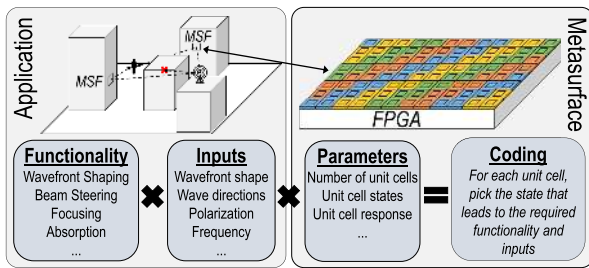 Application
MSF
MSF
FPGA
Metasurface
Functionality
Wavefront Shaping
Beam Steering
Focusing
Absorption
...
Inputs
Wavefront shape
Wave directions
Polarization
Frequency
...
Parameters
Number of unit cells
Unit cell states
Unit cell response
...
Coding
For each unit cell,
pick the state that
leads to the required
functionality and
inputs